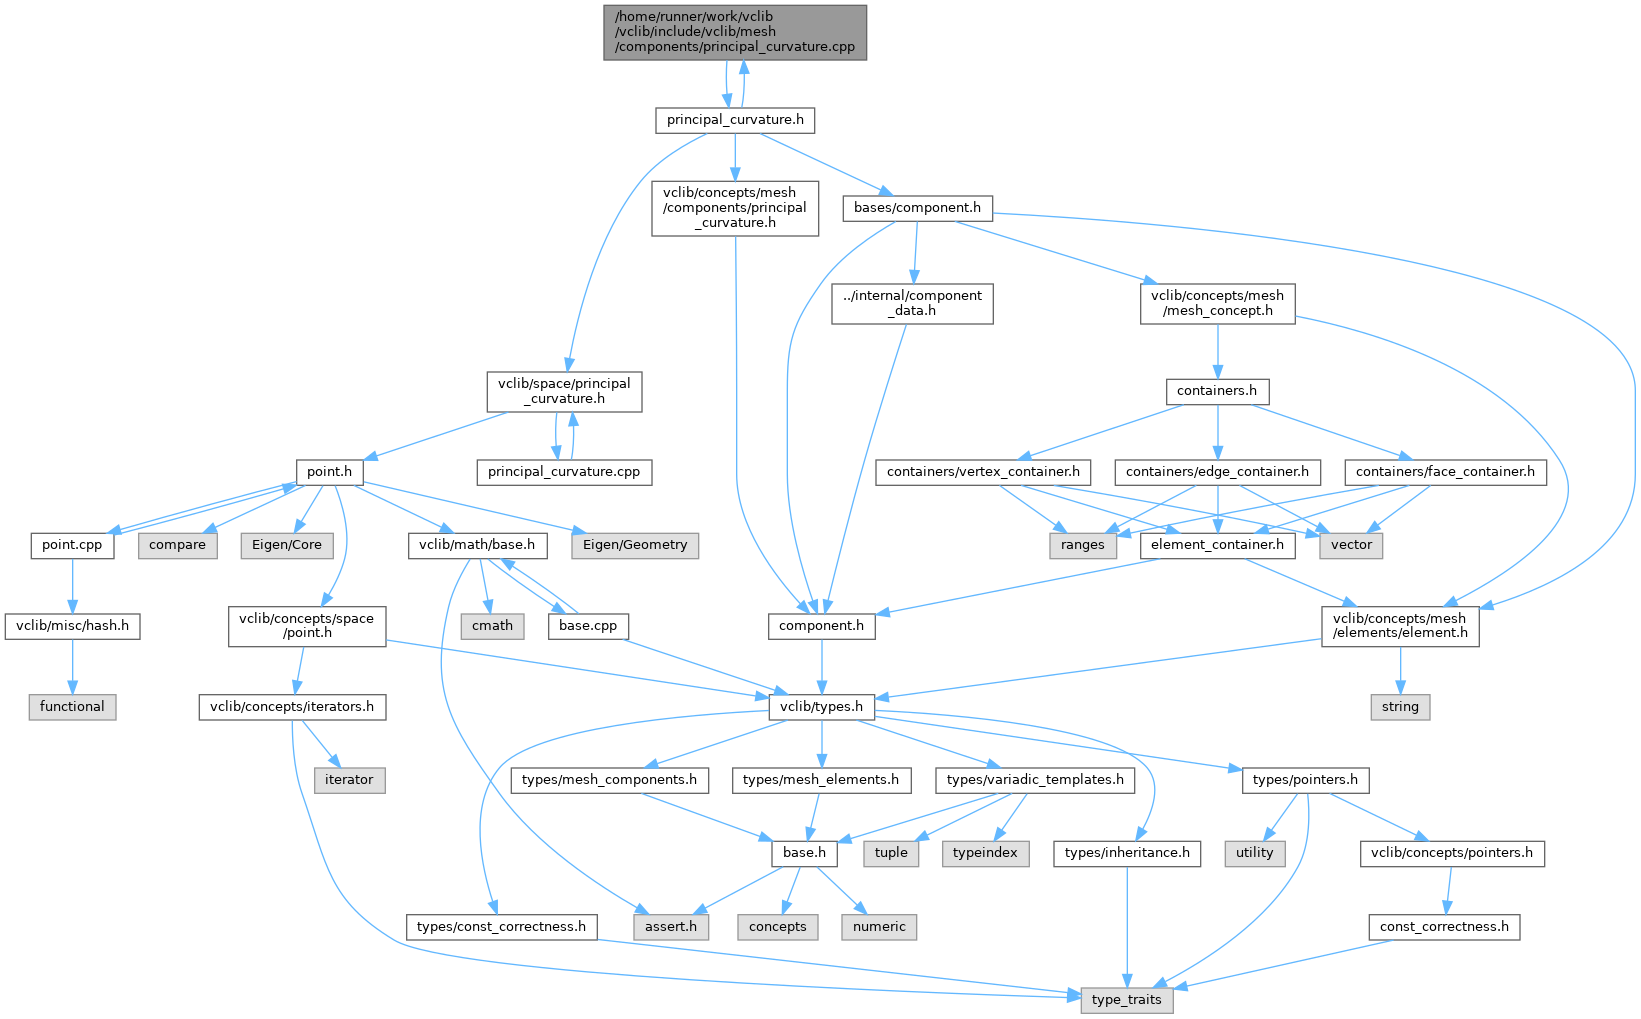 /home/runner/work/vclib
/vclib/include/vclib/mesh
/components/principal_curvature.cpp
principal_curvature.h
vclib/concepts/mesh
/components/principal
_curvature.h
bases/component.h
../internal/component
_data.h
vclib/concepts/mesh
/mesh_concept.h
vclib/space/principal
_curvature.h
containers.h
point.h
principal_curvature.cpp
containers/vertex_container.h
containers/edge_container.h
containers/face_container.h
point.cpp
compare
Eigen/Core
vclib/math/base.h
Eigen/Geometry
ranges
element_container.h
vector
vclib/misc/hash.h
vclib/concepts/space
/point.h
cmath
base.cpp
component.h
vclib/concepts/mesh
/elements/element.h
functional
vclib/concepts/iterators.h
vclib/types.h
string
iterator
types/mesh_components.h
types/mesh_elements.h
types/variadic_templates.h
types/pointers.h
base.h
tuple
typeindex
types/inheritance.h
utility
vclib/concepts/pointers.h
types/const_correctness.h
assert.h
concepts
numeric
const_correctness.h
type_traits